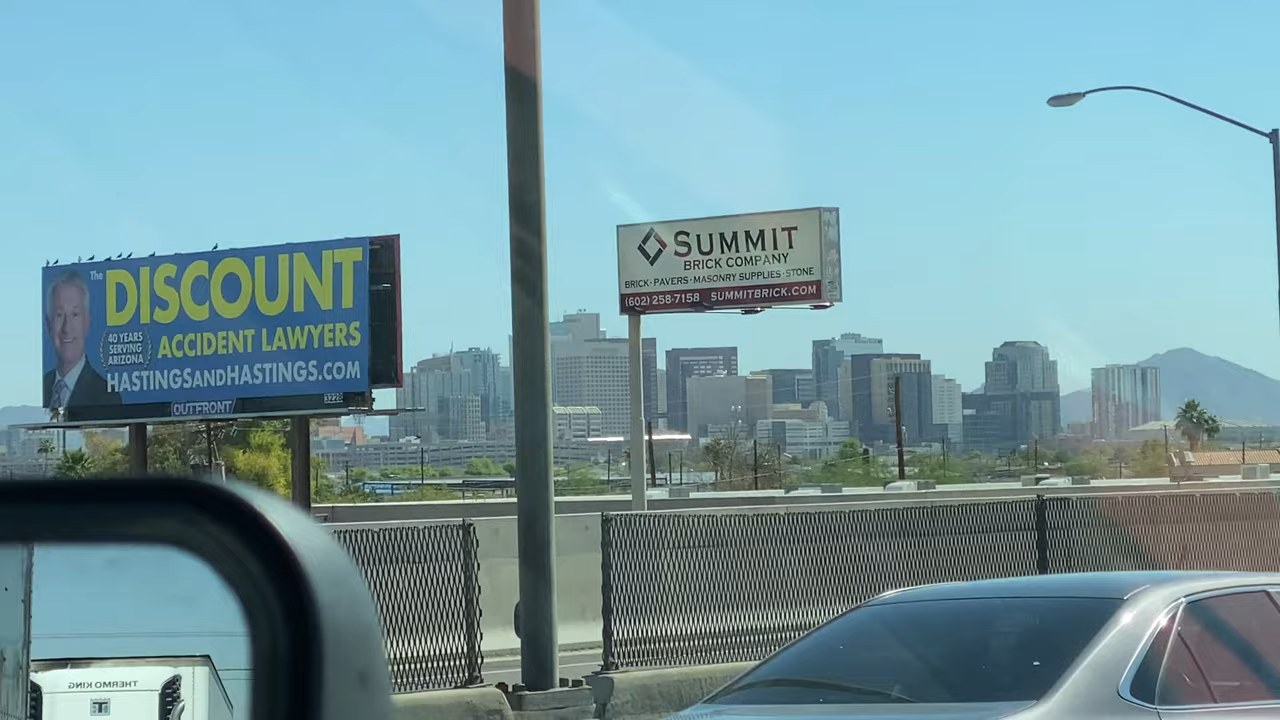 The
DISCOUNT
ACCIDENT LAWYERS
40 YEARS
SERVING
ARIZONA
HASTINGSANDHASTINGS.COM
3228
OUTFRONT
SUMMIT
BRICK COMPANY
BRICK · PAVERS · MASONRY SUPPLIES · STONE
(602) 258-7158 SUMMITBRICK.COM
THERMO KING